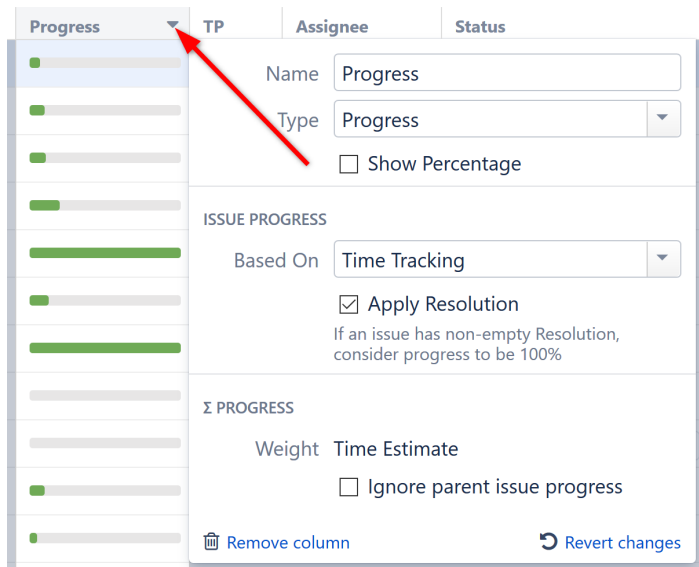 Progress TP Assignee Status
Name Progress
Type Progress
Show Percentage
ISSUE PROGRESS
Based On Time Tracking
Apply Resolution
If an issue has non-empty Resolution,
consider progress to be 100%
Σ PROGRESS
Weight Time Estimate
Ignore parent issue progress
Remove column Revert changes